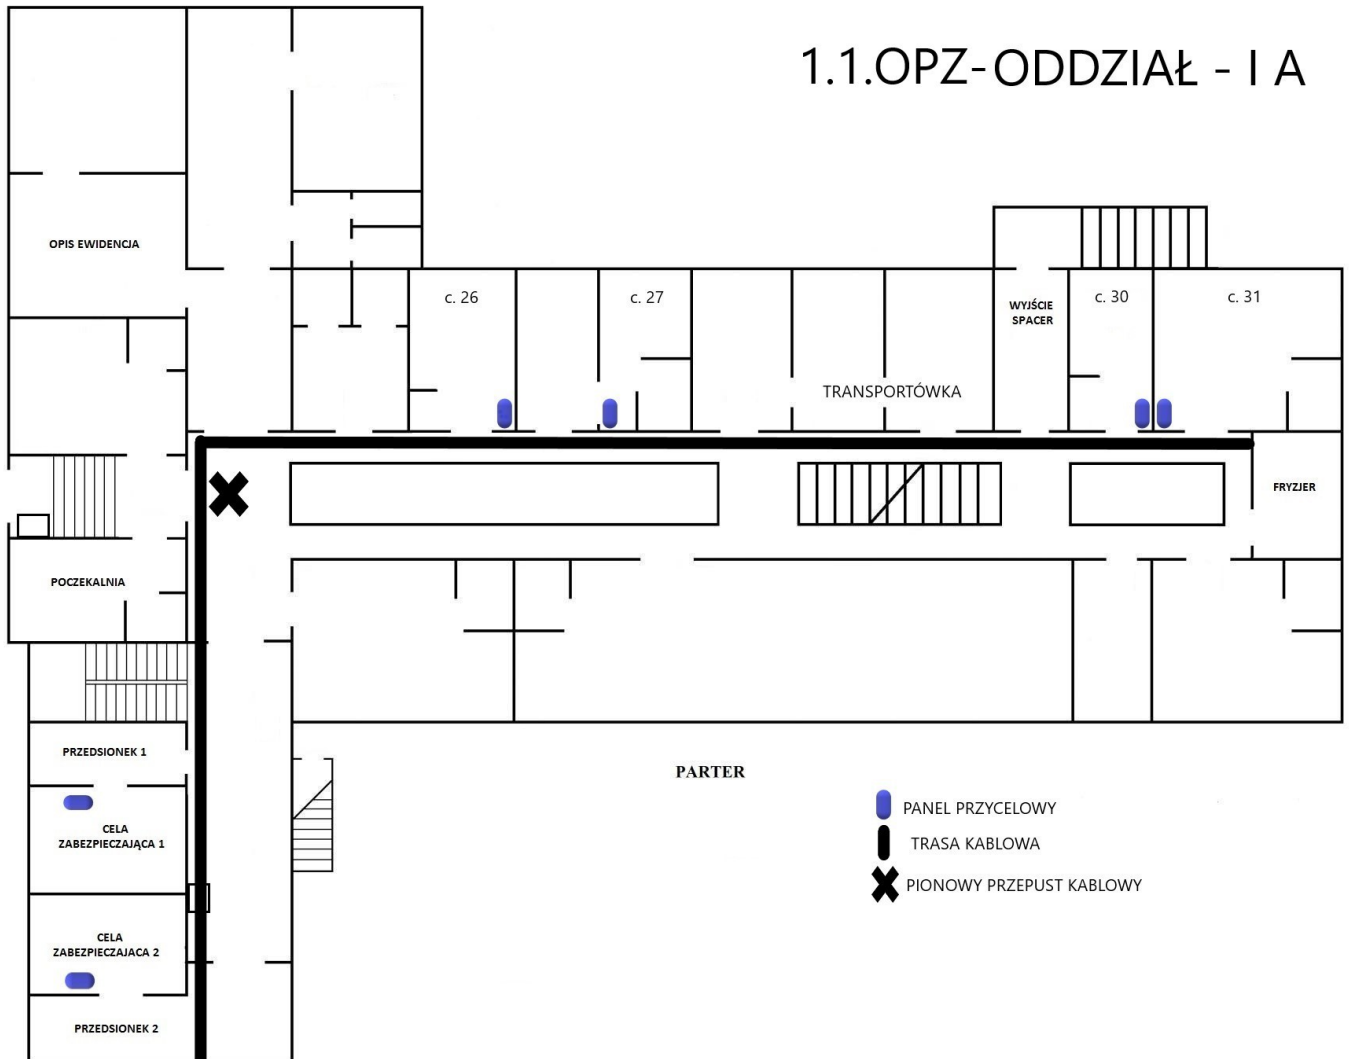 1.1.OPZ-ODDZIAŁ - I A
OPIS EWIDENCJA
c. 26
c. 27
WYJŚCIE
SPACER
c. 30
c. 31
TRANSPORTÓWKA
FRYZJER
POCZEKALNIA
PRZEDSIONEK 1
CELA
ZABEZPIECZAJĄCA 1
CELA
ZABEZPIECZAJACA 2
PRZEDSIONEK 2
PARTER
PANEL PRZYCELOWY
TRASA KABLOWA
PIONOWY PRZEPUST KABLOWY